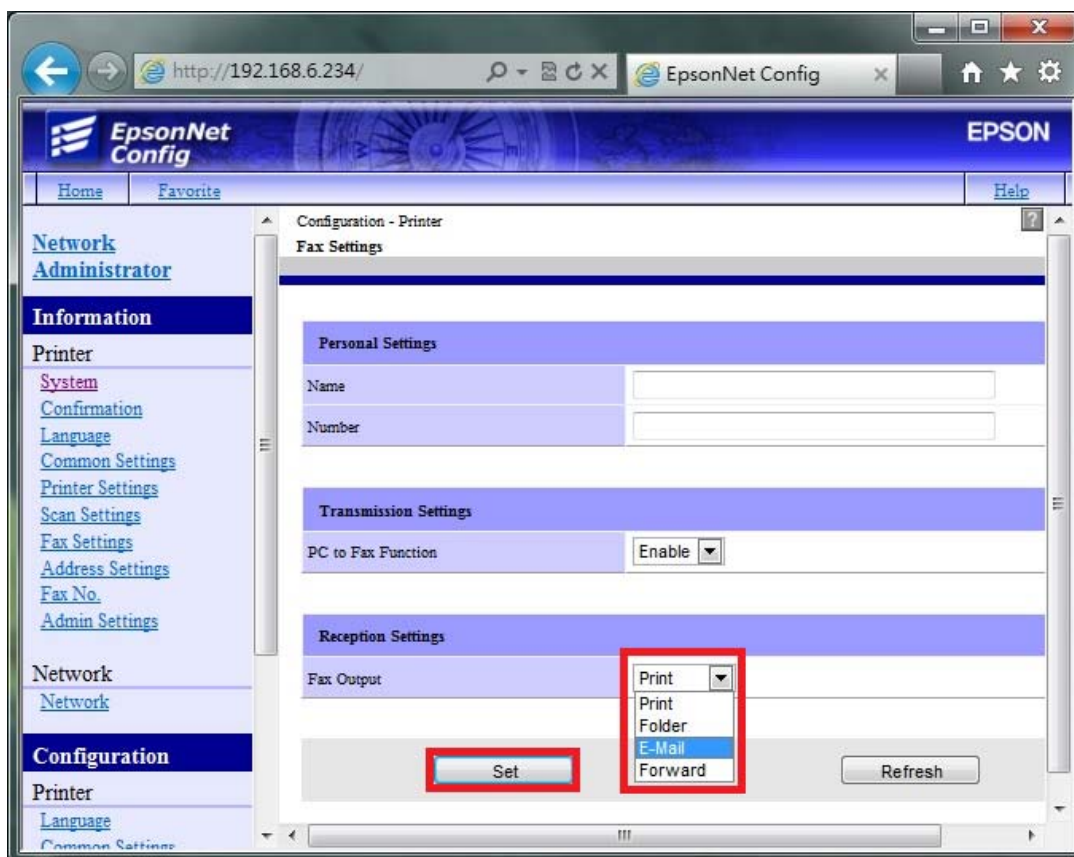 http://192.168.6.234/
EpsonNet Config
EpsonNet
Config
EPSON
Home
Favorite
Help
Network
Administrator
Information
Printer
System
Confirmation
Language
Common Settings
Printer Settings
Scan Settings
Fax Settings
Address Settings
Fax No.
Admin Settings
Network
Network
Configuration
Printer
Language
Common Settings
Configuration - Printer
?
Fax Settings
Personal Settings
Name
Number
Transmission Settings
PC to Fax Function
Enable
Reception Settings
Fax Output
Print
Print
Folder
E-Mail
Forward
Set
Refresh